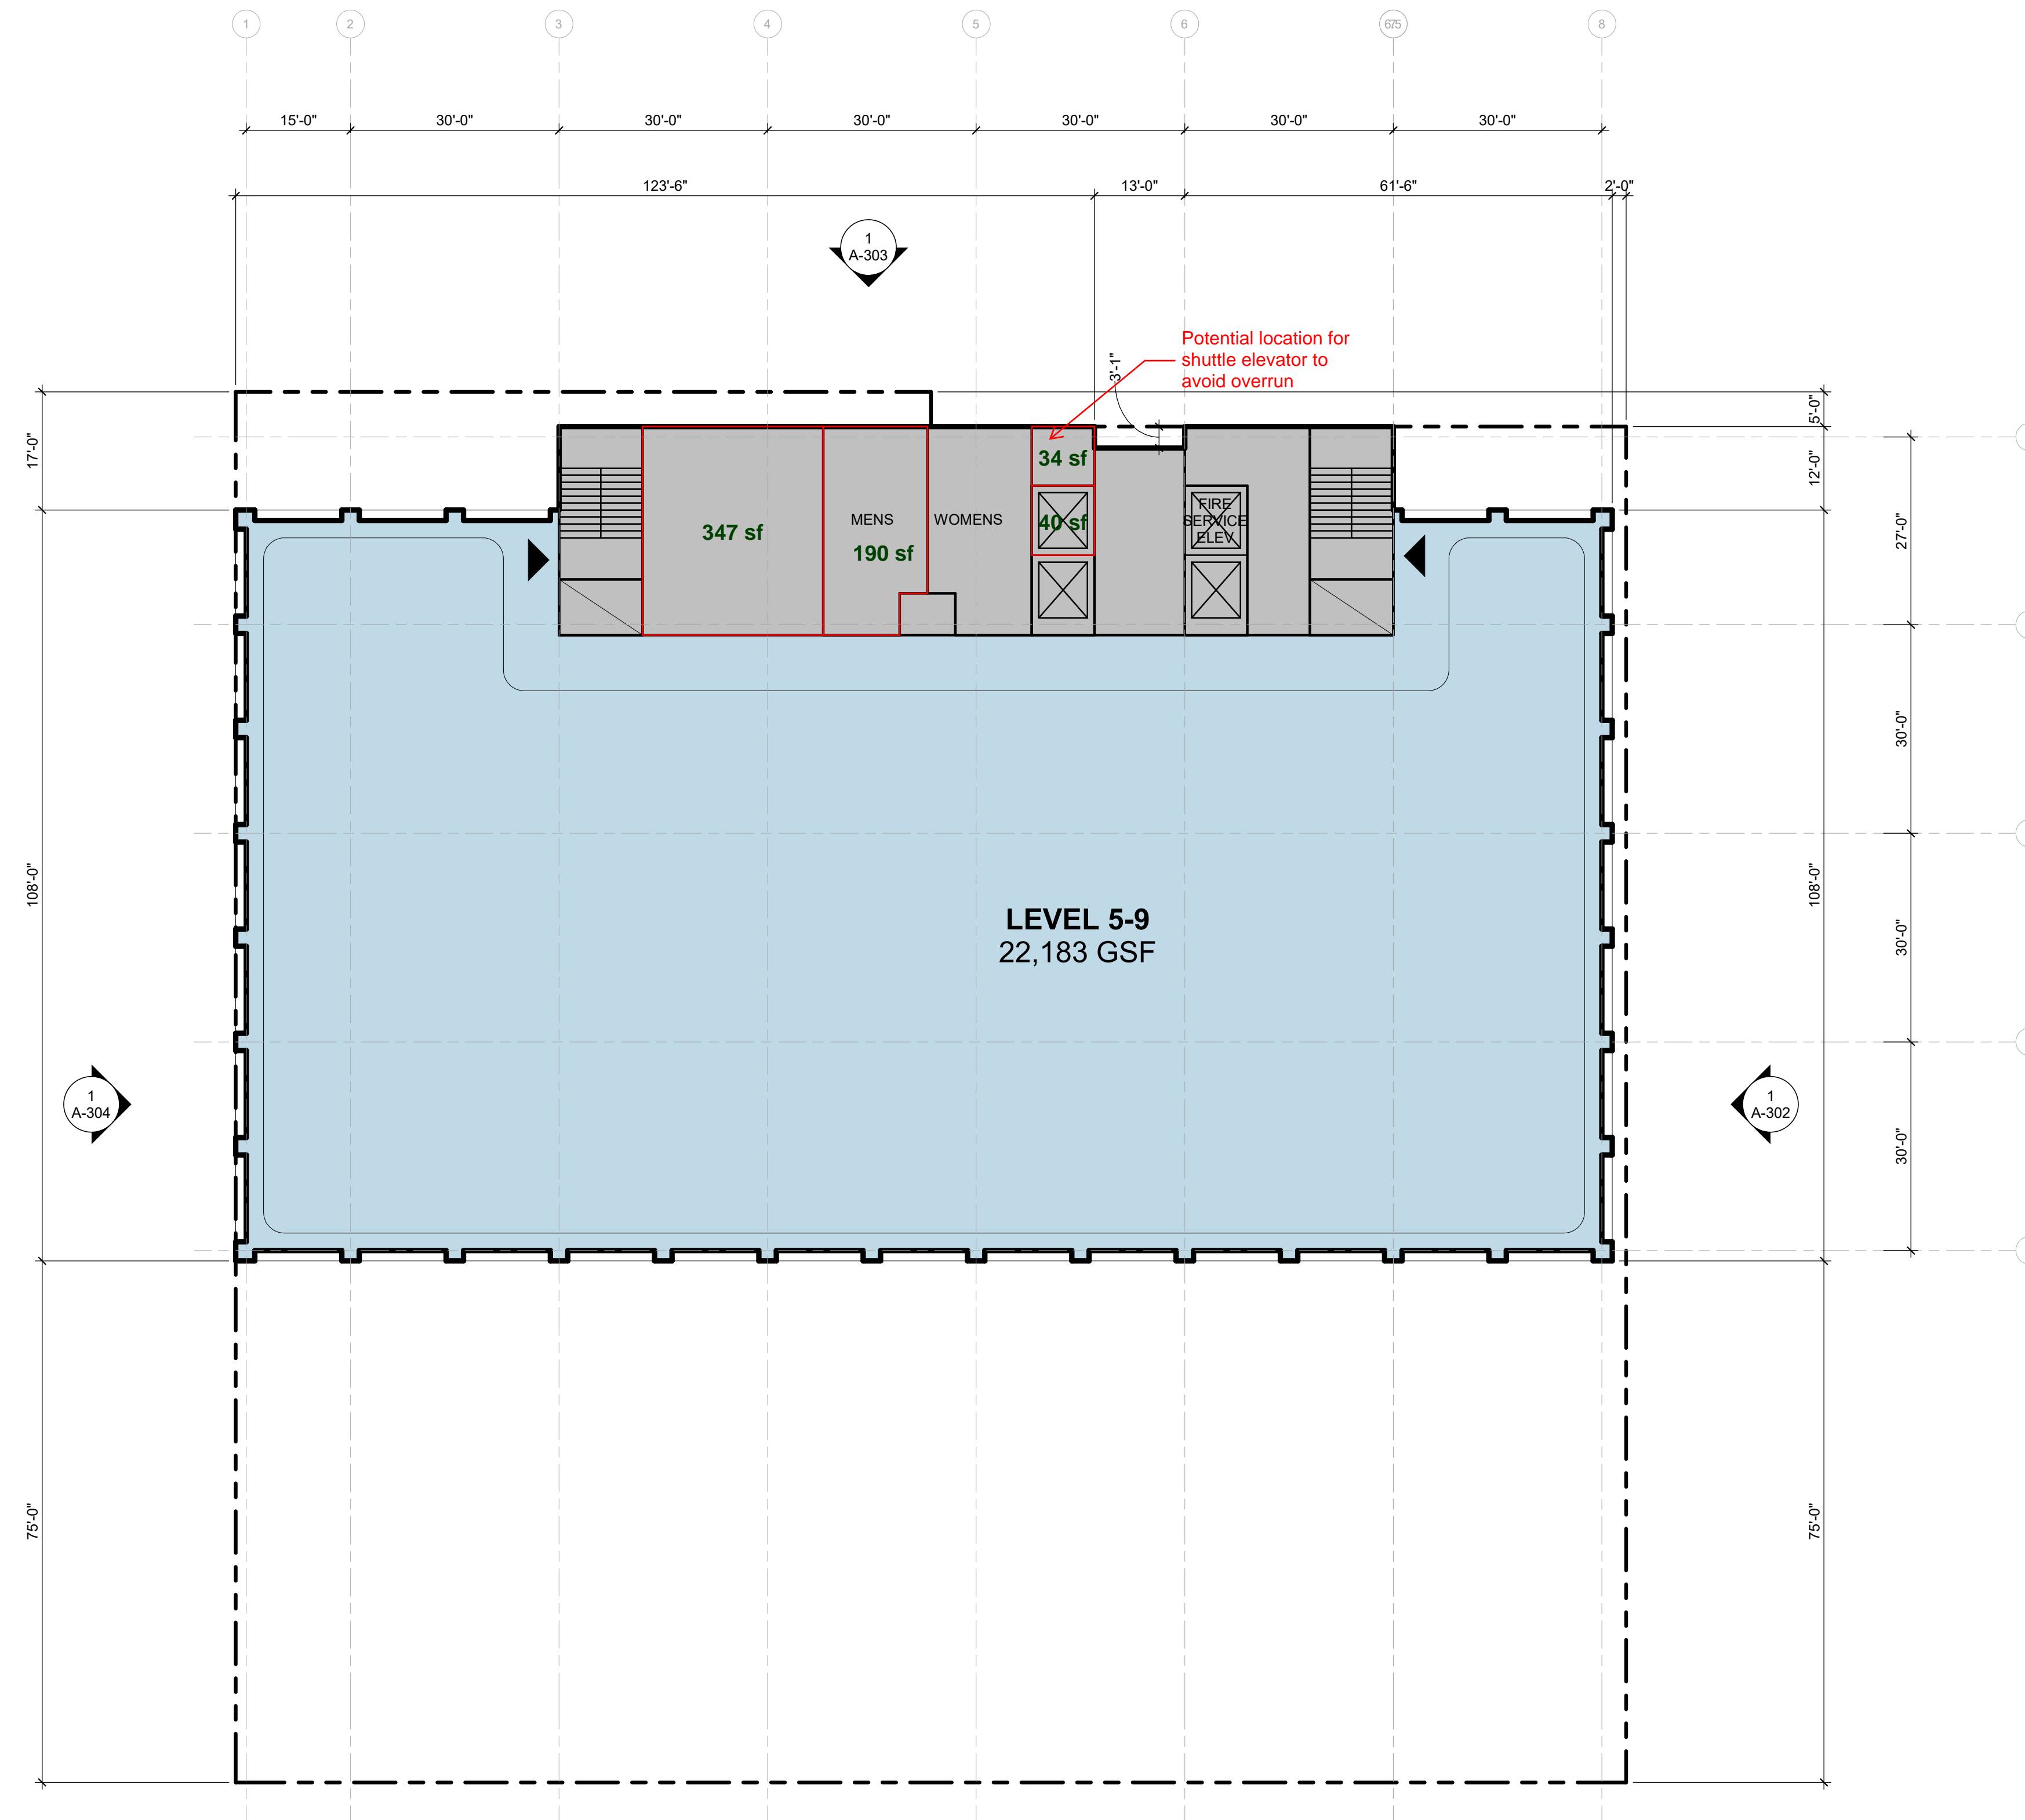 1
2
3
4
5
6
8
15'-0"
30'-0"
30'-0"
30'-0"
30'-0"
30'-0"
30'-0"
123'-6"
13'-0"
61'-6"
2'-0"
1
A-303
Potential location for
shuttle elevator to
avoid overrun
3'-1"
17'-0"
5'-0"
12'-0"
27'-0"
34 sf
347 sf
MENS
WOMENS
190 sf
40 sf
FIRE
SERVICE
ELEV
30'-0"
108'-0"
108'-0"
LEVEL 5-9
22,183 GSF
30'-0"
1
A-304
1
A-302
30'-0"
75'-0"
75'-0"